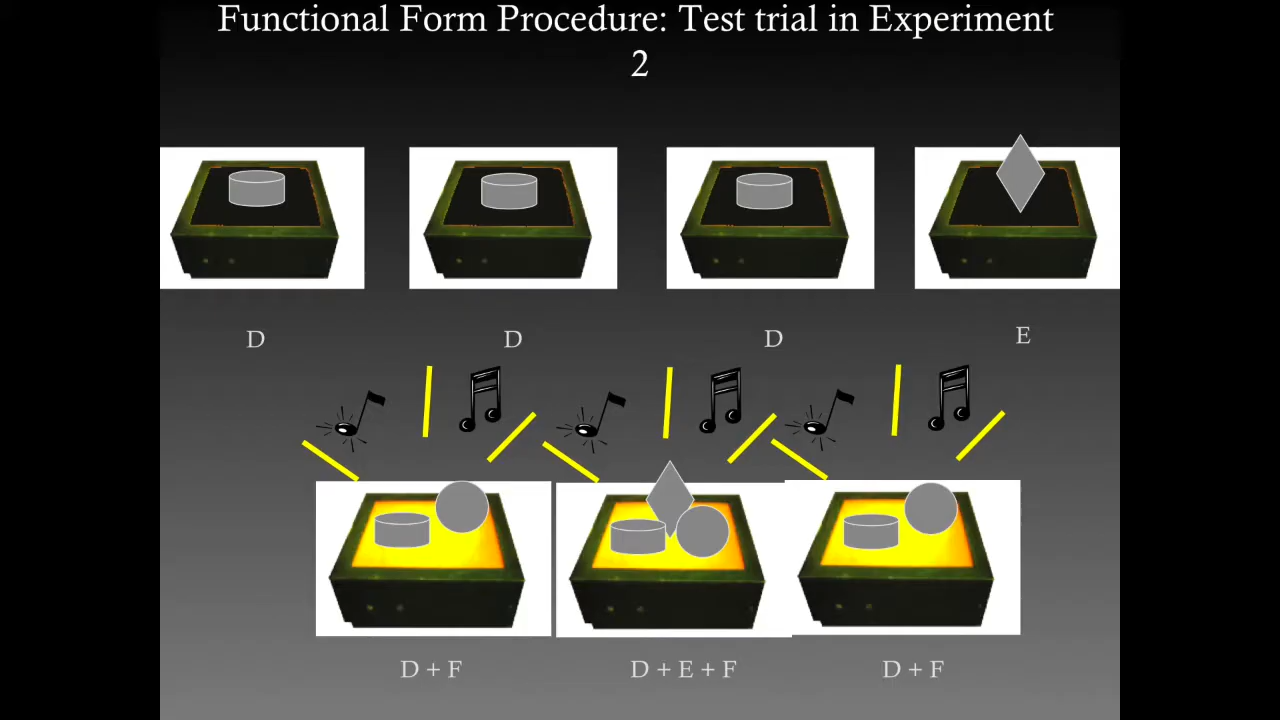 Functional Form Procedure: Test trial in Experiment
2
D
D
D
E
D + F
D + E + F
D + F